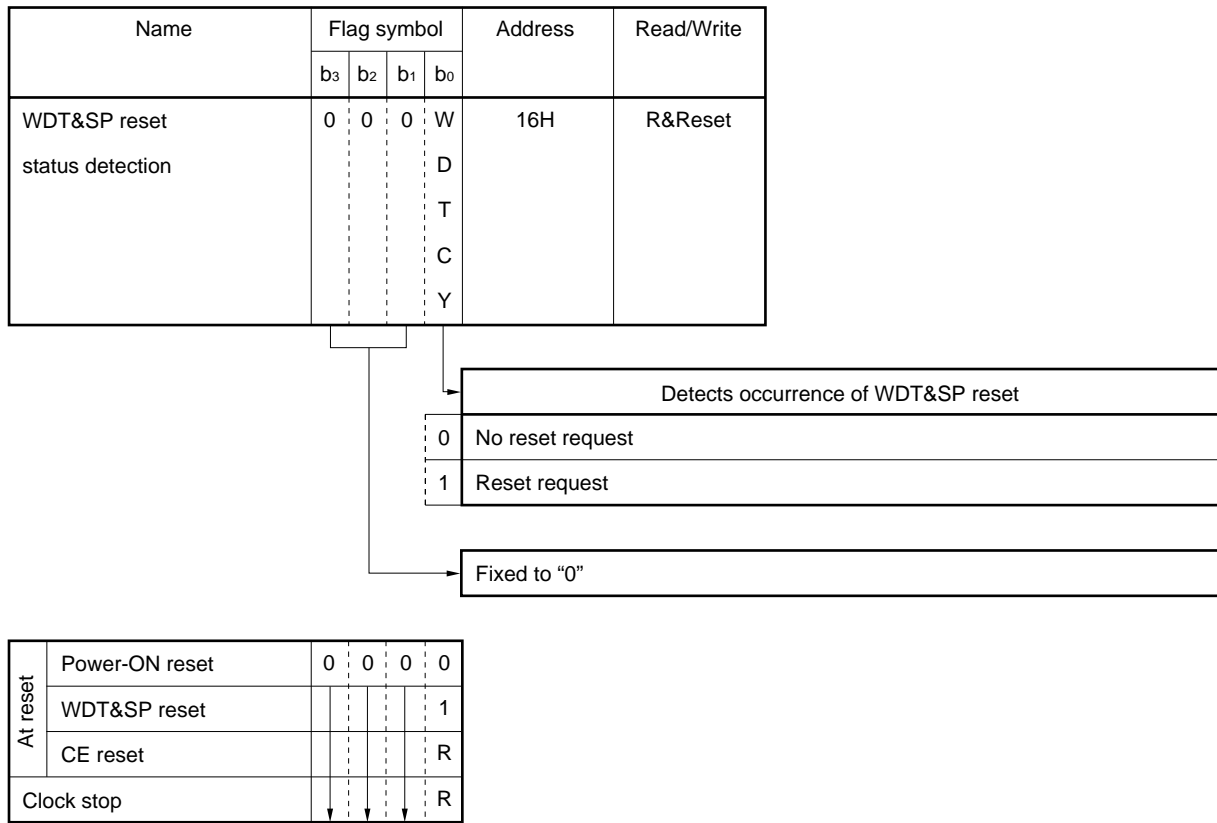 Name Flag symbol Address Read/Write
b3 b2 b1 b0
WDT&SP reset 0 0 0 W 16H R&Reset
status detection D
T
C
Y
Detects occurrence of WDT&SP reset
0 No reset request
1 Reset request
Fixed to “0”
At reset
Power-ON reset 0 0 0 0
WDT&SP reset 1
CE reset R
Clock stop R